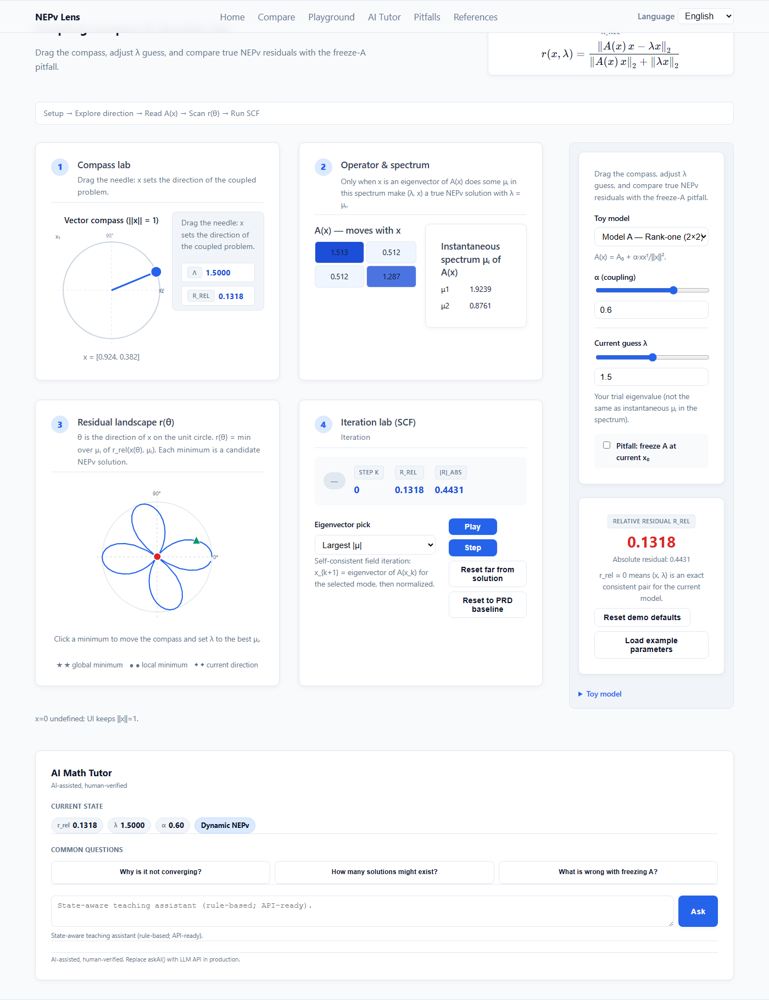 NEPv Lens
Home
Compare
Playground
AI Tutor
Pitfalls
References
Language
English
Drag the compass, adjust λ guess, and compare true NEPv residuals with the freeze-A
pitfall.
r(x, λ) = ‖A(x) x − λx‖₂ / ‖A(x) x‖₂ + ‖λx‖₂
Setup → Explore direction → Read A(x) → Scan r(θ) → Run SCF
1
Compass lab
Drag the needle: x sets the direction of the coupled
problem.
Vector compass (||x|| = 1)
x₁
90°
x = [0.924, 0.382]
Drag the needle: x
sets the direction of
the coupled problem.
Λ 1.5000
R_REL 0.1318
2
Operator & spectrum
Only when x is an eigenvector of A(x) does some μᵢ in
this spectrum make (λ, x) a true NEPv solution with λ =
μᵢ.
A(x) — moves with x
1.513 0.512
0.512 1.287
Instantaneous
spectrum μᵢ of
A(x)
μ1 1.9239
μ2 0.8761
3
Residual landscape r(θ)
θ is the direction of x on the unit circle. r(θ) = min
over μᵢ of r_rel(x(θ), μᵢ). Each minimum is a candidate
NEPv solution.
90°
0°
Click a minimum to move the compass and set λ to the best μᵢ.
★ ★ global minimum ● ● local minimum ◆ ◆ current direction
4
Iteration lab (SCF)
Iteration
—
STEP K R_REL |R|_ABS
0 0.1318 0.4431
Eigenvector pick
Largest |μ|
Self-consistent field iteration:
x_{k+1} = eigenvector of A(x_k) for
the selected mode, then normalized.
Play
Step
Reset far from
solution
Reset to PRD
baseline
Drag the compass, adjust λ
guess, and compare true NEPv
residuals with the freeze-A pitfall.
Toy model
Model A — Rank-one (2×2)
A(x) = A₀ + α·xxᵀ/||x||².
α (coupling)
0.6
Current guess λ
1.5
Your trial eigenvalue (not the
same as instantaneous μᵢ in the
spectrum).
Pitfall: freeze A at
current x₀
RELATIVE RESIDUAL R_REL
0.1318
Absolute residual: 0.4431
r_rel ≈ 0 means (x, λ) is an exact
consistent pair for the current
model.
Reset demo defaults
Load example
parameters
▶ Toy model
x=0 undefined; UI keeps ||x||=1.
AI Math Tutor
AI-assisted, human-verified
CURRENT STATE
r_rel 0.1318
λ 1.5000
α 0.60
Dynamic NEPv
COMMON QUESTIONS
Why is it not converging?
How many solutions might exist?
What is wrong with freezing A?
State-aware teaching assistant (rule-based; API-ready).
Ask
State-aware teaching assistant (rule-based; API-ready).
AI-assisted, human-verified. Replace askAI() with LLM API in production.